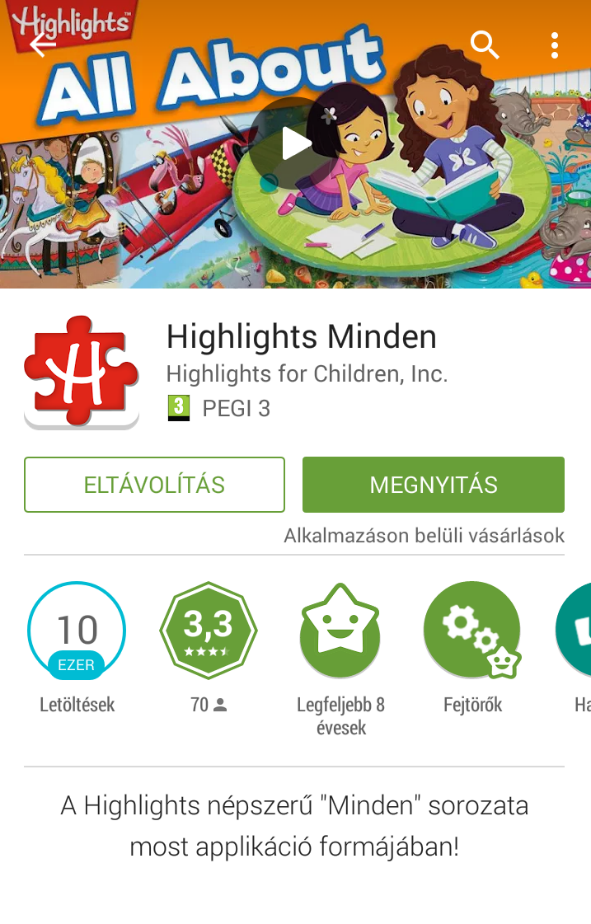 Highlights™
All About
Highlights Minden
Highlights for Children, Inc.
3 PEGI 3
ELTÁVOLÍTÁS
MEGNYITÁS
Alkalmazáson belüli vásárlások
10
EZER
3,3
Letöltések
70
Legfeljebb 8
évesek
Fejtörők
Ha
A Highlights népszerű "Minden" sorozata
most applikáció formájában!